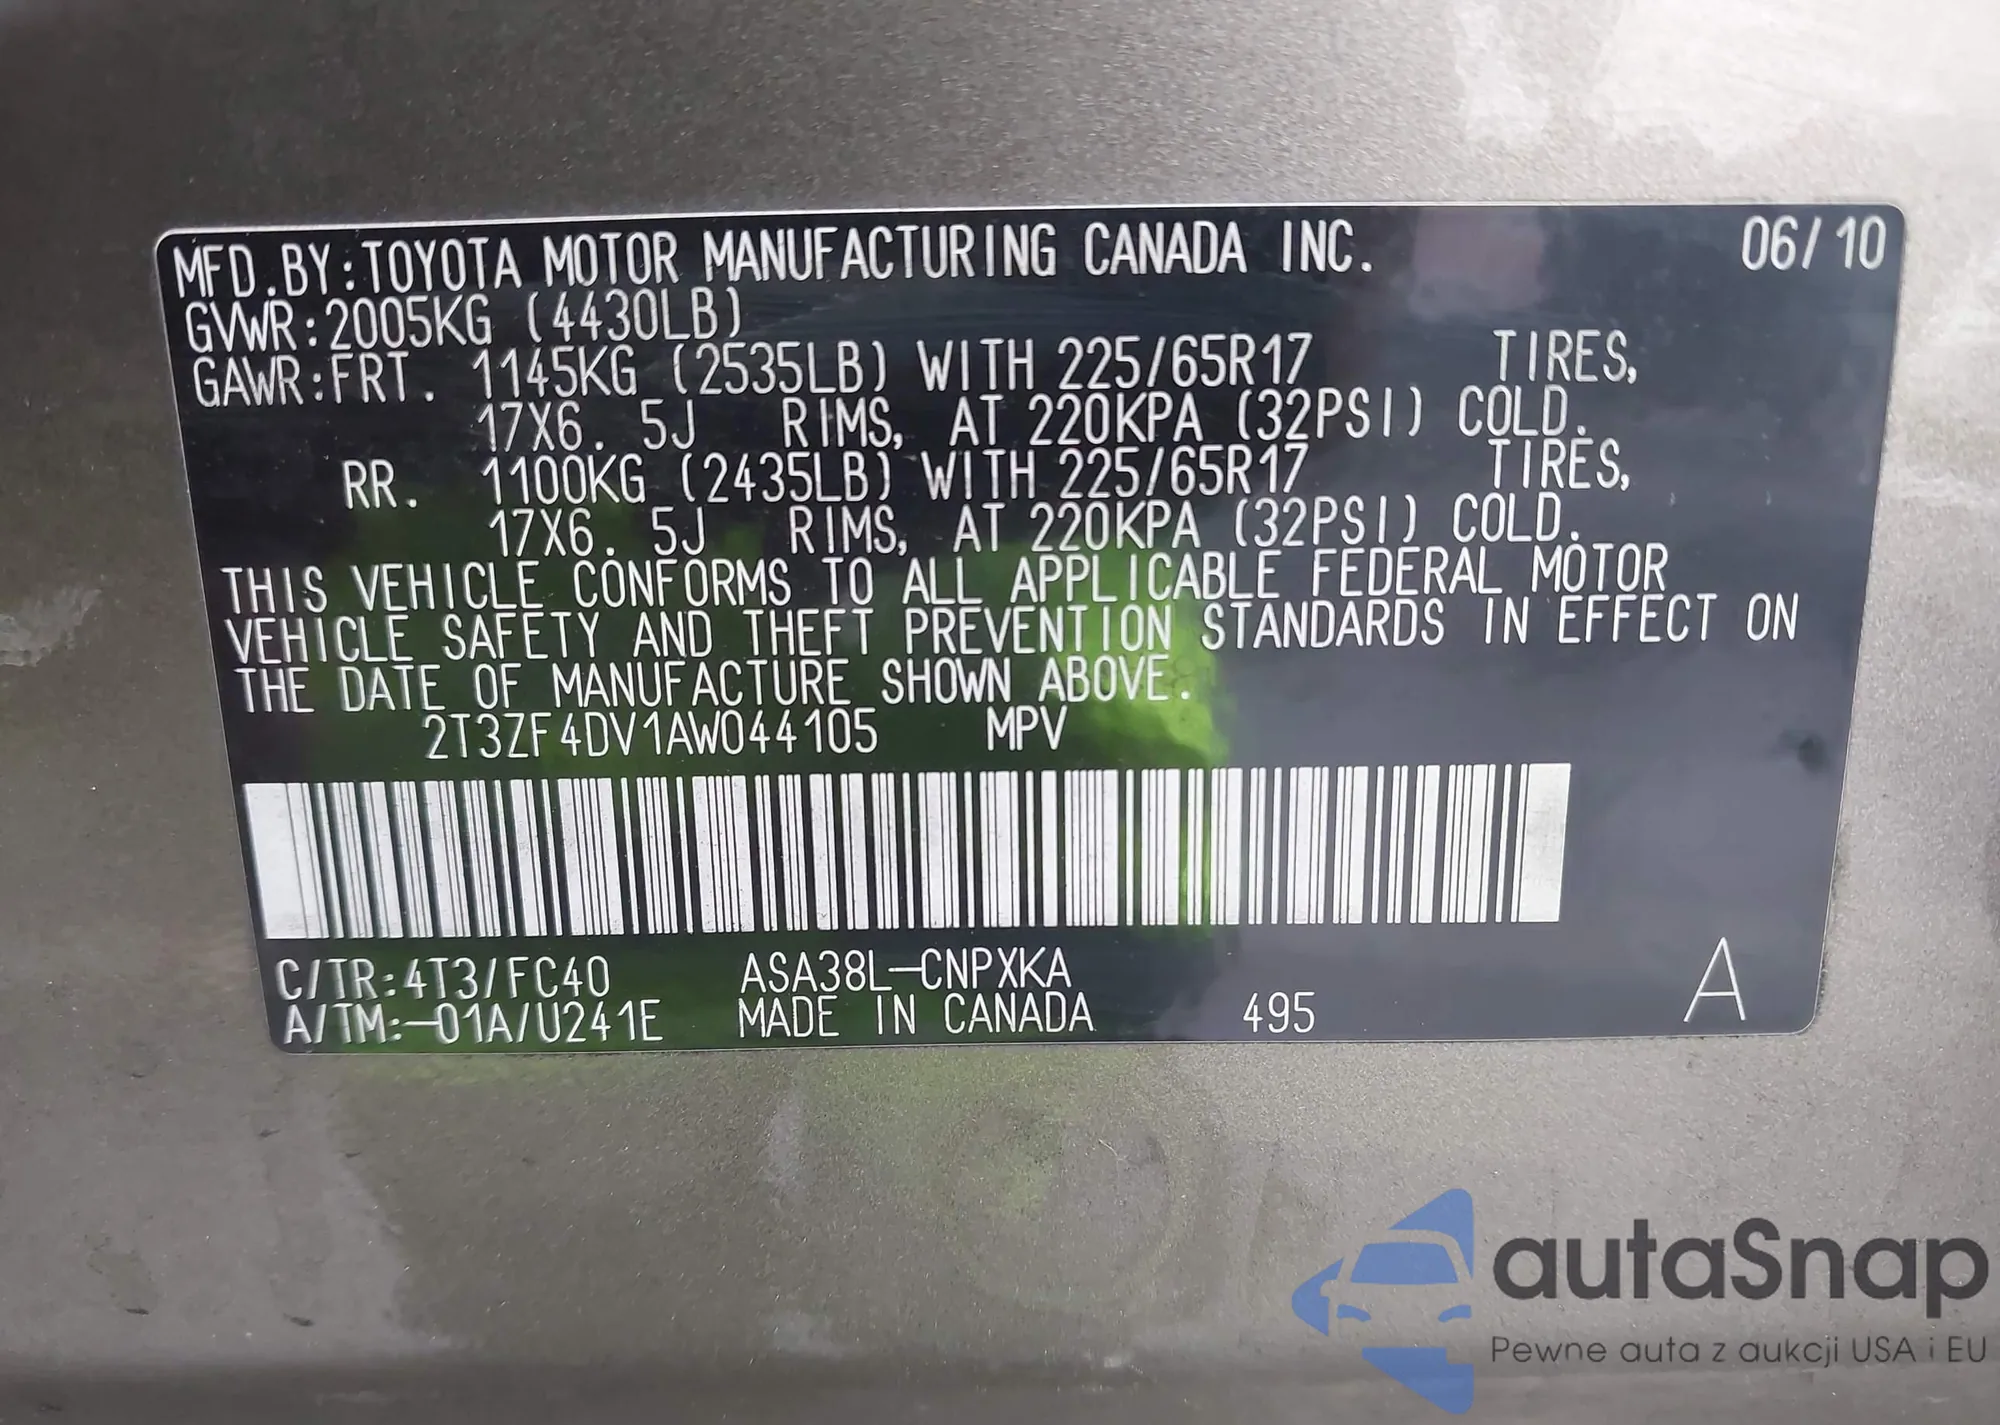 MFD.BY:TOYOTA MOTOR MANUFACTURING CANADA INC. 06/10
GVWR:2005KG (4430LB)
GAWR:FRT. 1145KG (2535LB) WITH 225/65R17 TIRES,
17X6.5J RIMS, AT 220KPA (32PSI) COLD.
RR. 1100KG (2435LB) WITH 225/65R17 TIRES,
17X6.5J RIMS, AT 220KPA (32PSI) COLD.
THIS VEHICLE CONFORMS TO ALL APPLICABLE FEDERAL MOTOR
VEHICLE SAFETY AND THEFT PREVENTION STANDARDS IN EFFECT ON
THE DATE OF MANUFACTURE SHOWN ABOVE.
2T3ZF4DV1AW044105 MPV
C/TR:4T3/FC40 ASA38L-CNPXKA
A/TM:-01A/U241E MADE IN CANADA 495 A
autaSnap
Pewne auta z aukcji USA i EU